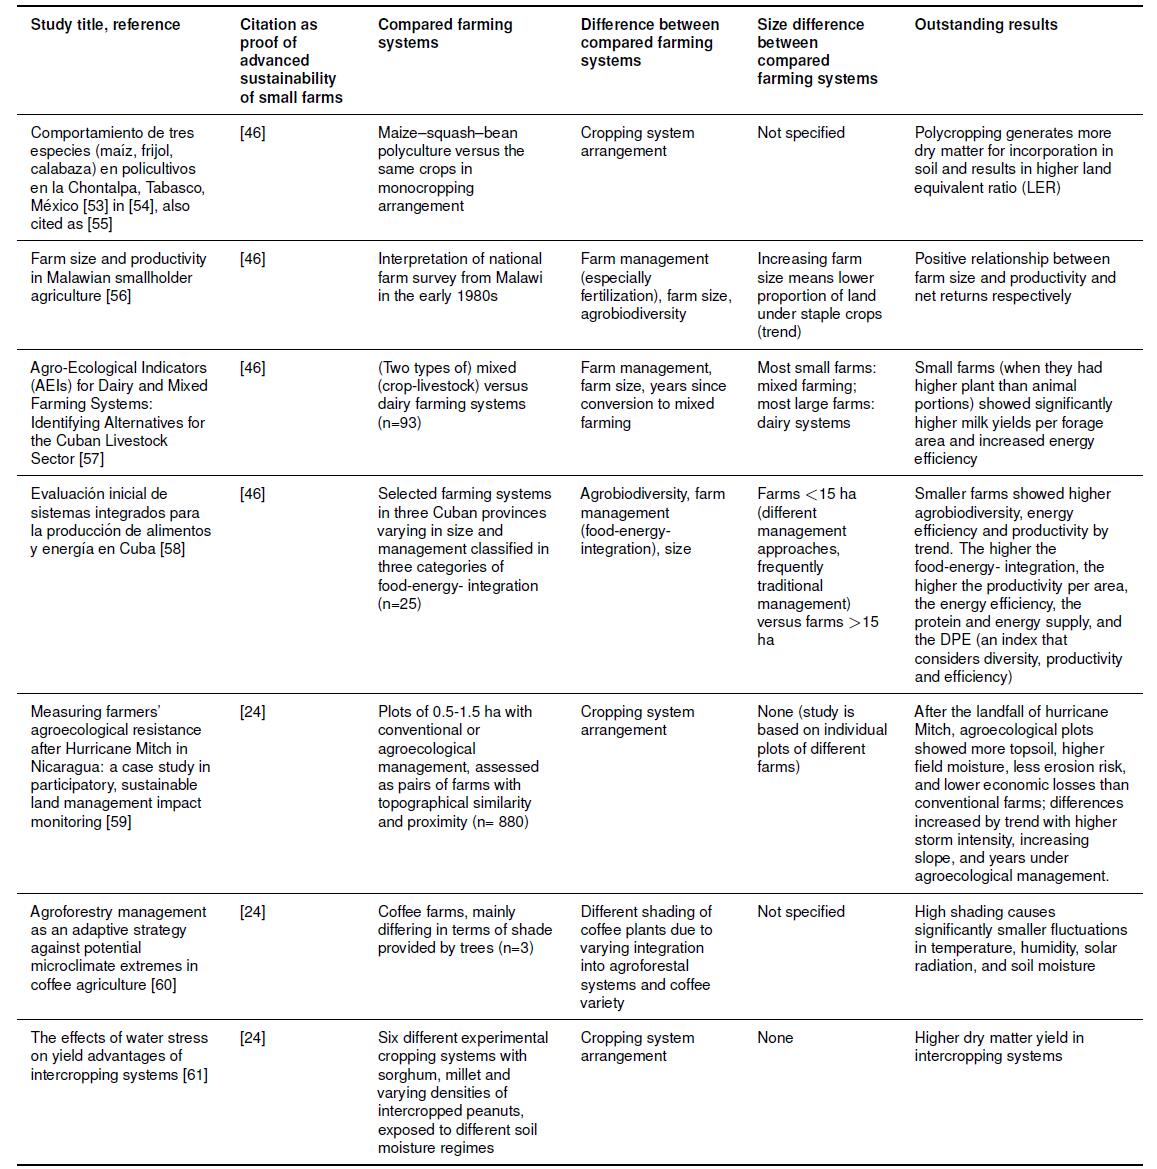 Study title, reference
Citation as
proof of
advanced
sustainability
of small farms
Compared farming
systems
Difference between
compared farming
systems
Size difference
between
compared
farming systems
Outstanding results
Comportamiento de tres
especies (maíz, frijol,
calabaza) en policultivos
en la Chontalpa, Tabasco,
México [53] in [54], also
cited as [55]
[46]
Maize–squash–bean
polyculture versus the
same crops in
monocropping
arrangement
Cropping system
arrangement
Not specified
Polycropping generates more
dry matter for incorporation in
soil and results in higher land
equivalent ratio (LER)
Farm size and productivity
in Malawian smallholder
agriculture [56]
[46]
Interpretation of national
farm survey from Malawi
in the early 1980s
Farm management
(especially
fertilization), farm size,
agrobiodiversity
Increasing farm
size means lower
proportion of land
under staple crops
(trend)
Positive relationship between
farm size and productivity and
net returns respectively
Agro-Ecological Indicators
(AEIs) for Dairy and Mixed
Farming Systems:
Identifying Alternatives for
the Cuban Livestock
Sector [57]
[46]
(Two types of) mixed
(crop-livestock) versus
dairy farming systems
(n=93)
Farm management,
farm size, years since
conversion to mixed
farming
Most small farms:
mixed farming;
most large farms:
dairy systems
Small farms (when they had
higher plant than animal
portions) showed significantly
higher milk yields per forage
area and increased energy
efficiency
Evaluación inicial de
sistemas integrados para
la producción de alimentos
y energía en Cuba [58]
[46]
Selected farming systems
in three Cuban provinces
varying in size and
management classified in
three categories of
food-energy- integration
(n=25)
Agrobiodiversity, farm
management
(food-energy-
integration), size
Farms <15 ha
(different
management
approaches,
frequently
traditional
management)
versus farms >15
ha
Smaller farms showed higher
agrobiodiversity, energy
efficiency and productivity by
trend. The higher the
food-energy- integration, the
higher the productivity per area,
the energy efficiency, the
protein and energy supply, and
the DPE (an index that
considers diversity, productivity
and efficiency)
Measuring farmers'
agroecological resistance
after Hurricane Mitch in
Nicaragua: a case study in
participatory, sustainable
land management impact
monitoring [59]
[24]
Plots of 0.5-1.5 ha with
conventional or
agroecological
management, assessed
as pairs of farms with
topographical similarity
and proximity (n= 880)
Cropping system
arrangement
None (study is
based on individual
plots of different
farms)
After the landfall of hurricane
Mitch, agroecological plots
showed more topsoil, higher
field moisture, less erosion risk,
and lower economic losses than
conventional farms; differences
increased by trend with higher
storm intensity, increasing
slope, and years under
agroecological management.
Agroforestry management
as an adaptive strategy
against potential
microclimate extremes in
coffee agriculture [60]
[24]
Coffee farms, mainly
differing in terms of shade
provided by trees (n=3)
Different shading of
coffee plants due to
varying integration
into agroforestal
systems and coffee
variety
Not specified
High shading causes
significantly smaller fluctuations
in temperature, humidity, solar
radiation, and soil moisture
The effects of water stress
on yield advantages of
intercropping systems [61]
[24]
Six different experimental
cropping systems with
sorghum, millet and
varying densities of
intercropped peanuts,
exposed to different soil
moisture regimes
Cropping system
arrangement
None
Higher dry matter yield in
intercropping systems